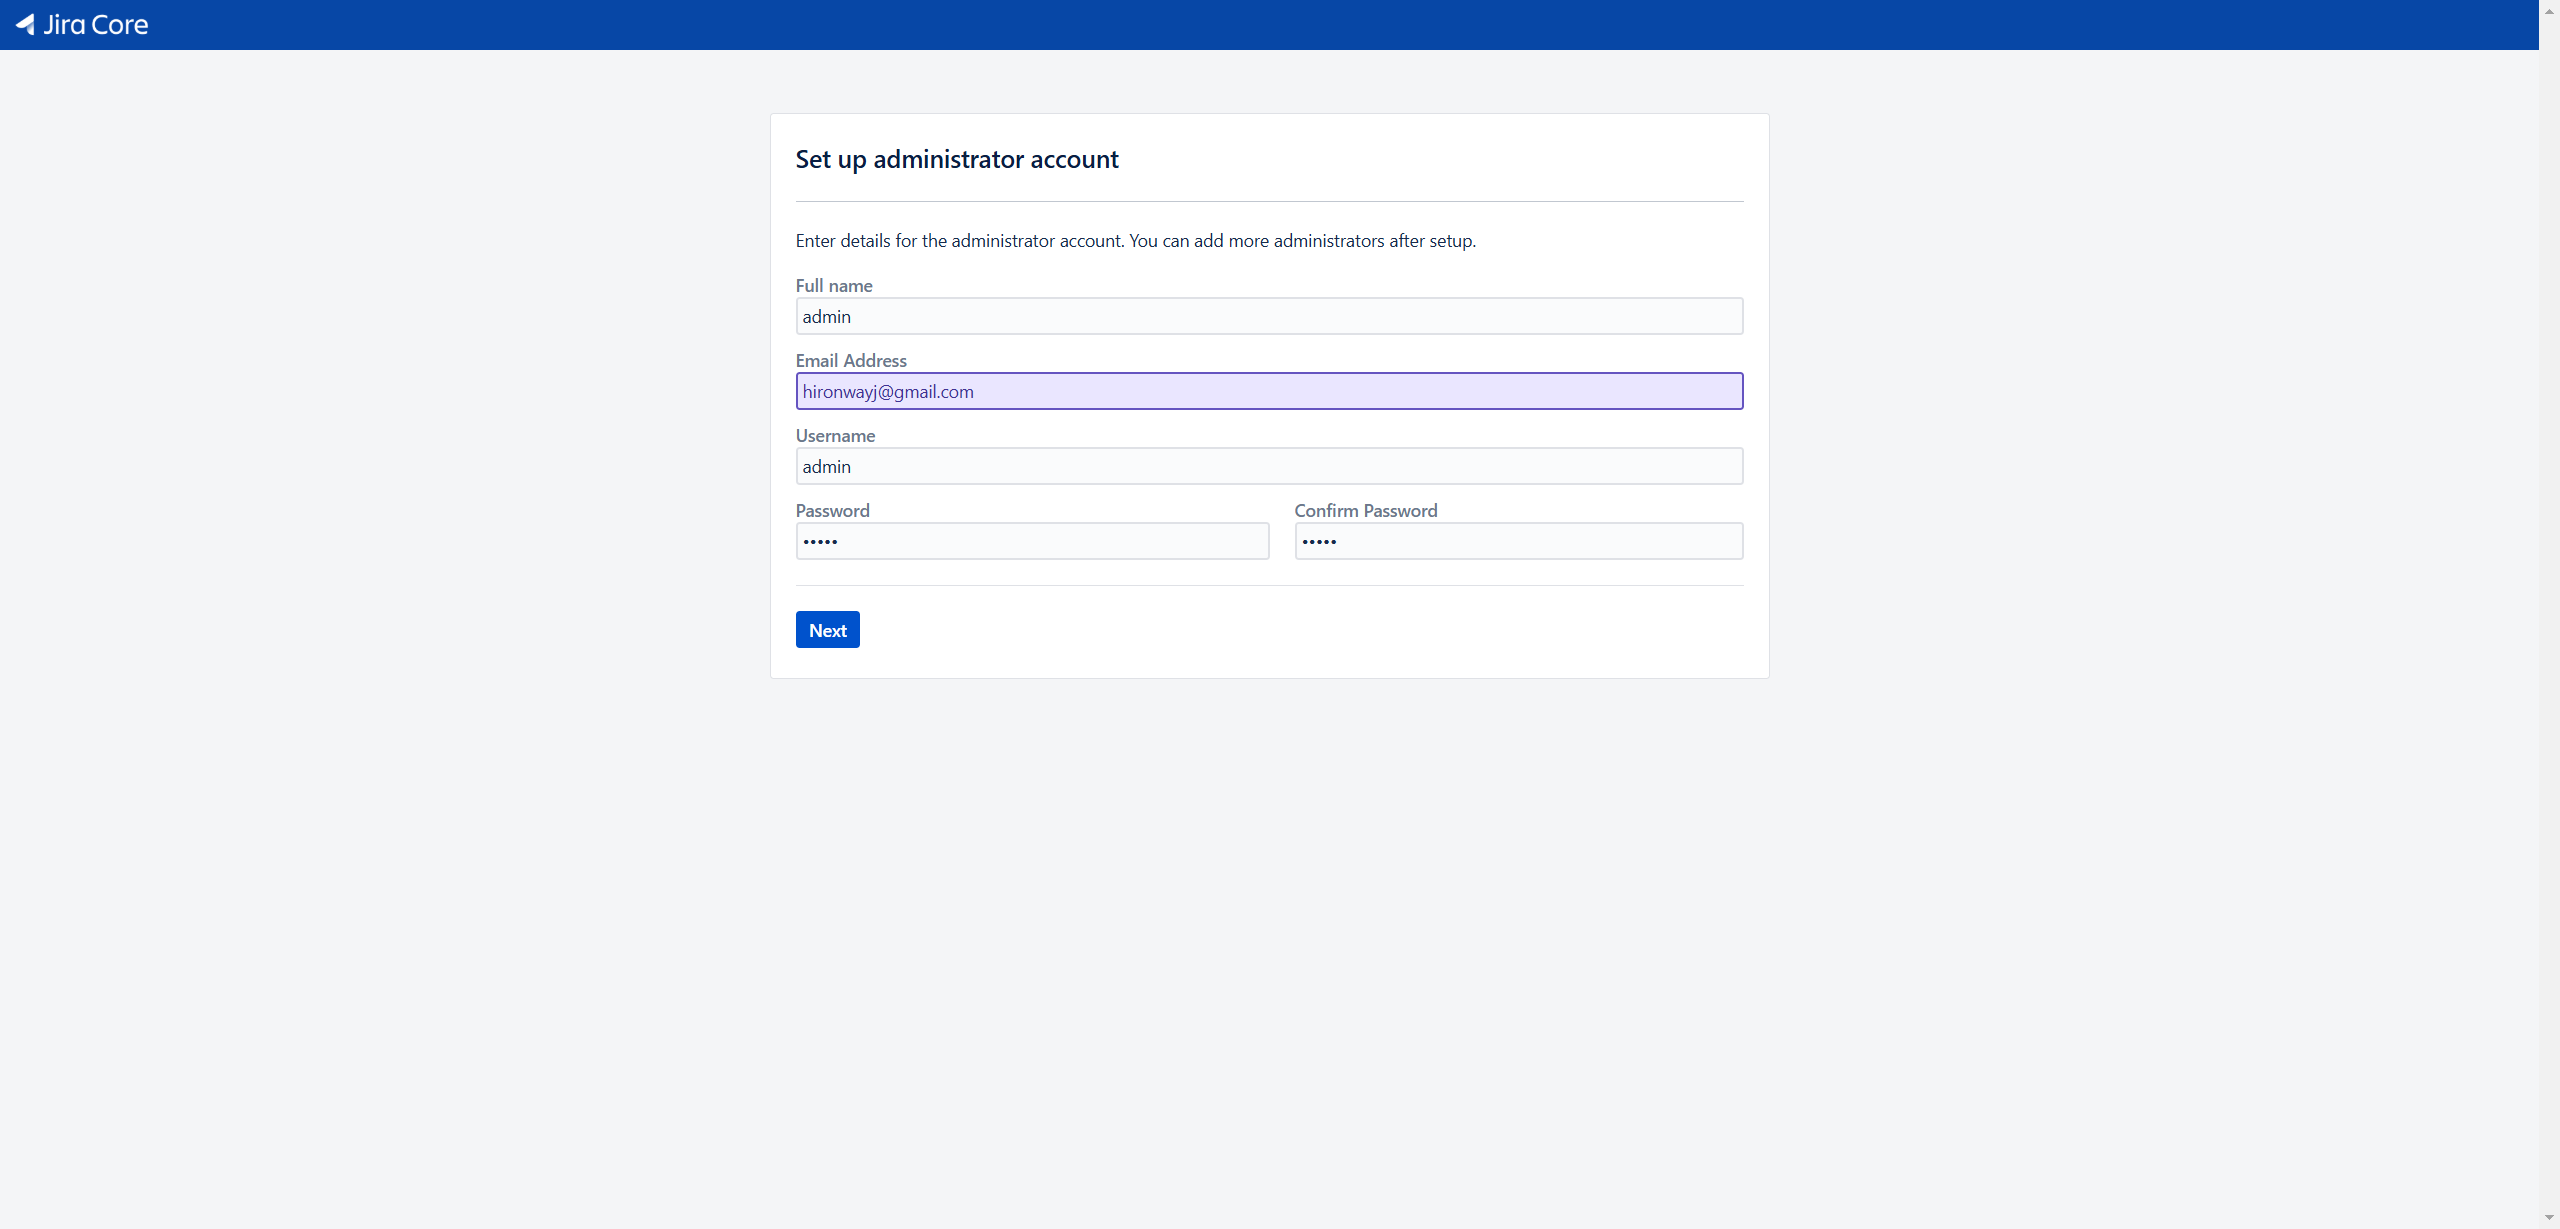 Jira Core
Set up administrator account
Enter details for the administrator account. You can add more administrators after setup.
Full name
admin
Email Address
hironwayj@gmail.com
Username
admin
Password Confirm Password
••••• •••••
Next